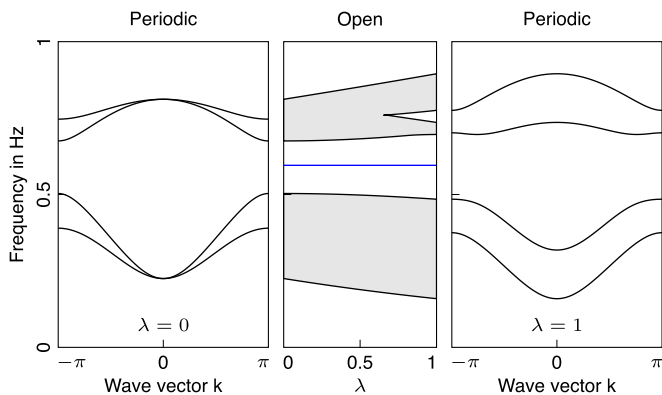 Periodic Open Periodic
1
0.5
0
Frequency in Hz
λ = 0
λ = 1
−π 0 π 0 0.5 1 −π 0 π
Wave vector k λ Wave vector k